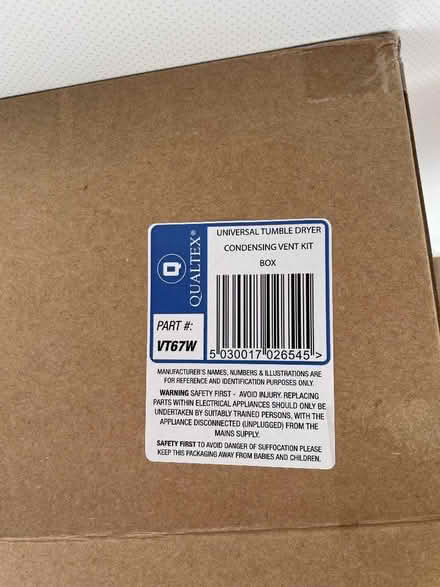 QUALTEX®
Q
UNIVERSAL TUMBLE DRYER
CONDENSING VENT KIT
BOX
PART #:
VT67W
5 030017 026545 >
MANUFACTURER'S NAMES, NUMBERS & ILLUSTRATIONS ARE
FOR REFERENCE AND IDENTIFICATION PURPOSES ONLY.
WARNING SAFETY FIRST - AVOID INJURY. REPLACING
PARTS WITHIN ELECTRICAL APPLIANCES SHOULD ONLY BE
UNDERTAKEN BY SUITABLY TRAINED PERSONS, WITH THE
APPLIANCE DISCONNECTED (UNPLUGGED) FROM THE
MAINS SUPPLY.
SAFETY FIRST TO AVOID DANGER OF SUFFOCATION PLEASE
KEEP THIS PACKAGING AWAY FROM BABIES AND CHILDREN.